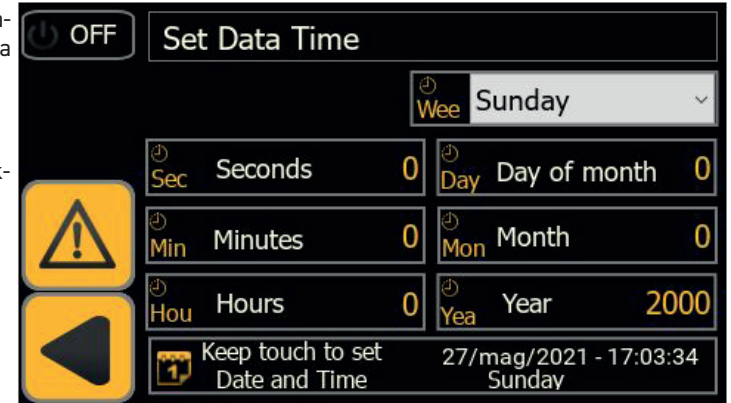 OFF
Set Data Time
Wee Sunday
Sec Seconds 0
Day Day of month 0
Min Minutes 0
Mon Month 0
Hou Hours 0
Yea Year 2000
1 Keep touch to set
Date and Time
27/mag/2021 - 17:03:34
Sunday
a